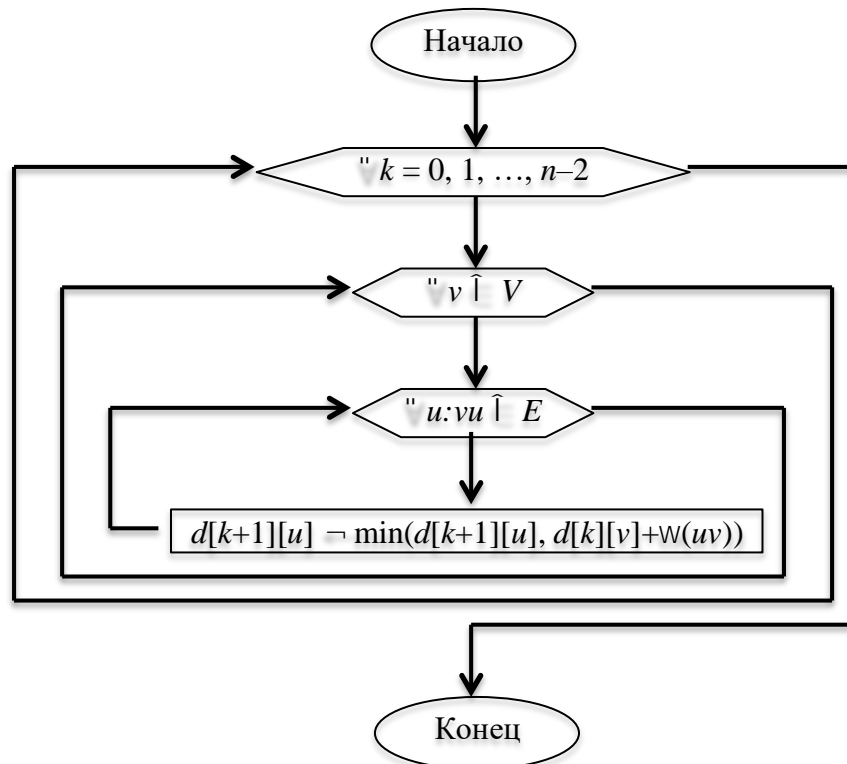 Начало
∀ k = 0, 1, …, n–2
∀ v ∈ V
∀ u:vu ∈ E
d[k+1][u] ¬ min(d[k+1][u], d[k][v]+w(uv))
Конец